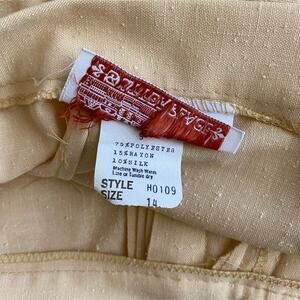 75% POLYESTER
15% RAYON
10% SILK
Machine Wash Warm
Line or Tumble Dry
STYLE H0109
SIZE 14